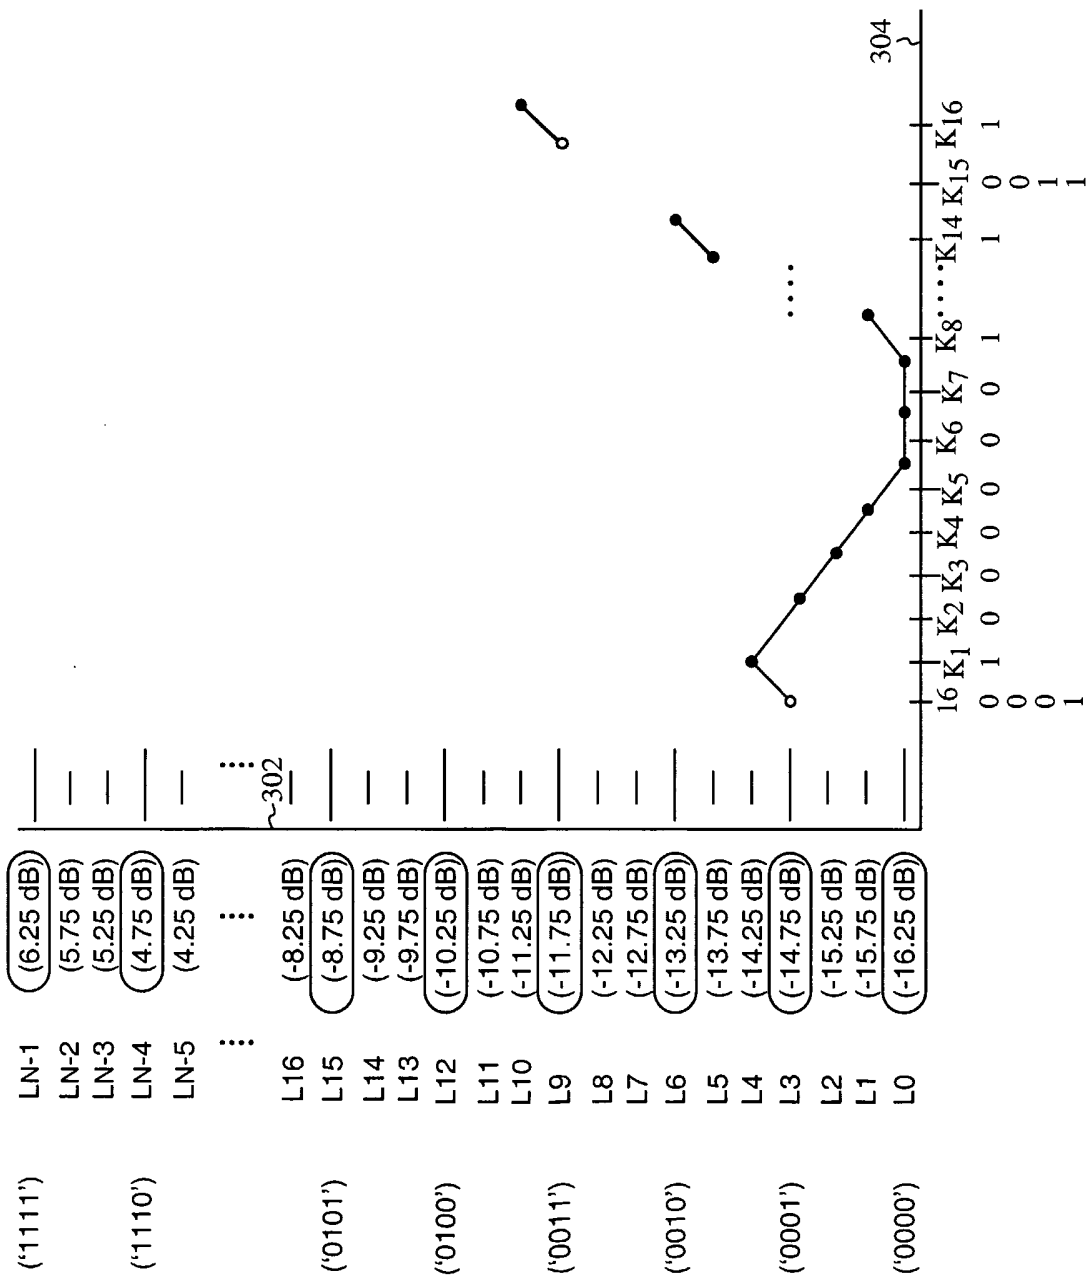 ('1111') LN-1 (6.25 dB)
LN-2 (5.75 dB)
LN-3 (5.25 dB)
('1110') LN-4 (4.75 dB)
LN-5 (4.25 dB)
.... .... ....
302
L16 (-8.25 dB)
('0101') L15 (-8.75 dB)
L14 (-9.25 dB)
L13 (-9.75 dB)
('0100') L12 (-10.25 dB)
L11 (-10.75 dB)
L10 (-11.25 dB)
('0011') L9 (-11.75 dB)
L8 (-12.25 dB)
L7 (-12.75 dB)
('0010') L6 (-13.25 dB)
L5 (-13.75 dB)
L4 (-14.25 dB)
('0001') L3 (-14.75 dB)
L2 (-15.25 dB)
L1 (-15.75 dB)
('0000') L0 (-16.25 dB)
....
304
16 K1 K2 K3 K4 K5 K6 K7 K8 .... K14 K15 K16
0 1 0 0 0 0 0 0 1 1 0 1
0 0
0 1
1 1